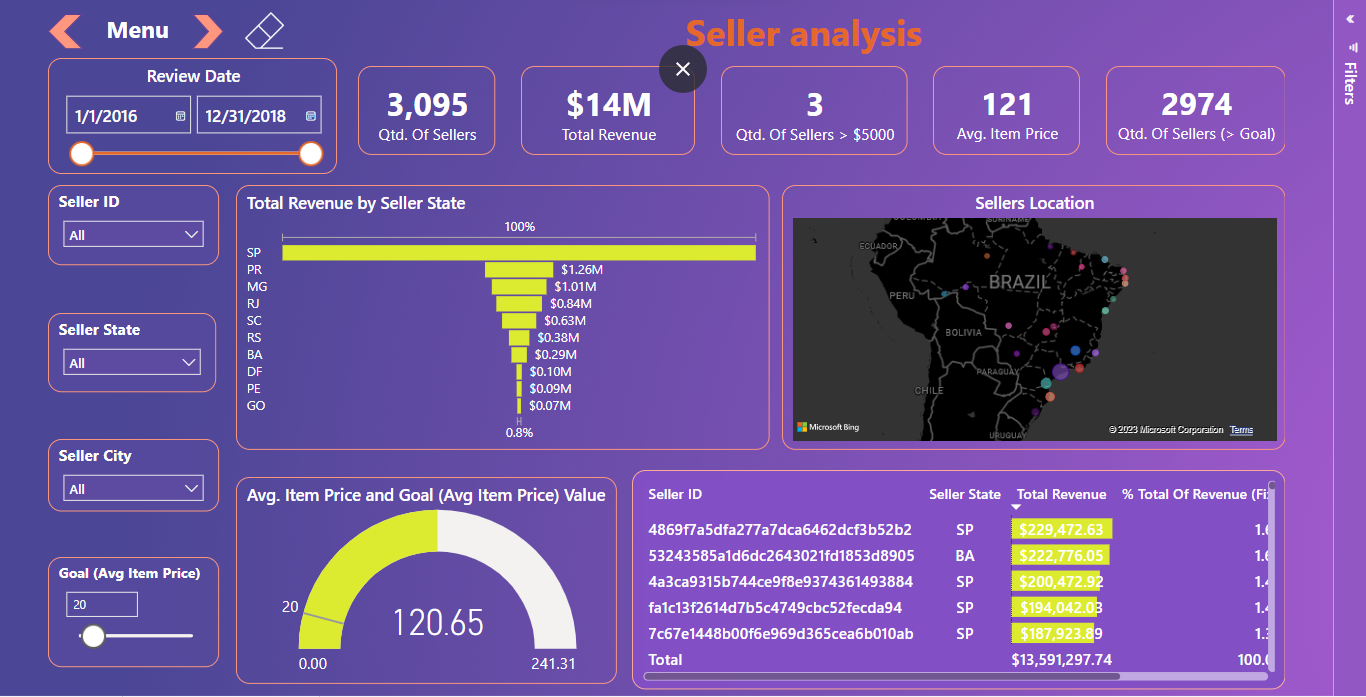 Menu
Seller analysis
Filters
Review Date
1/1/2016
12/31/2018
3,095
Qtd. Of Sellers
$14M
Total Revenue
3
Qtd. Of Sellers > $5000
121
Avg. Item Price
2974
Qtd. Of Sellers (> Goal)
Seller ID
All
Seller State
All
Seller City
All
Goal (Avg Item Price)
20
Total Revenue by Seller State
100%
SP
PR $1.26M
MG $1.01M
RJ $0.84M
SC $0.63M
RS $0.38M
BA $0.29M
DF $0.10M
PE $0.09M
GO $0.07M
0.8%
Sellers Location
COLOMBIA
SURINAME
ECUADOR
BRAZIL
PERU
BOLIVIA
PARAGUAY
CHILE
URUGUAY
Microsoft Bing
© 2023 Microsoft Corporation Terms
Avg. Item Price and Goal (Avg Item Price) Value
20
120.65
0.00
241.31
Seller ID Seller State Total Revenue % Total Of Revenue (Fi
4869f7a5dfa277a7dca6462dcf3b52b2 SP $229,472.63 1.6
53243585a1d6dc2643021fd1853d8905 BA $222,776.05 1.6
4a3ca9315b744ce9f8e9374361493884 SP $200,472.92 1.4
fa1c13f2614d7b5c4749cbc52fecda94 SP $194,042.03 1.4
7c67e1448b00f6e969d365cea6b010ab SP $187,923.89 1.3
Total $13,591,297.74 100.0